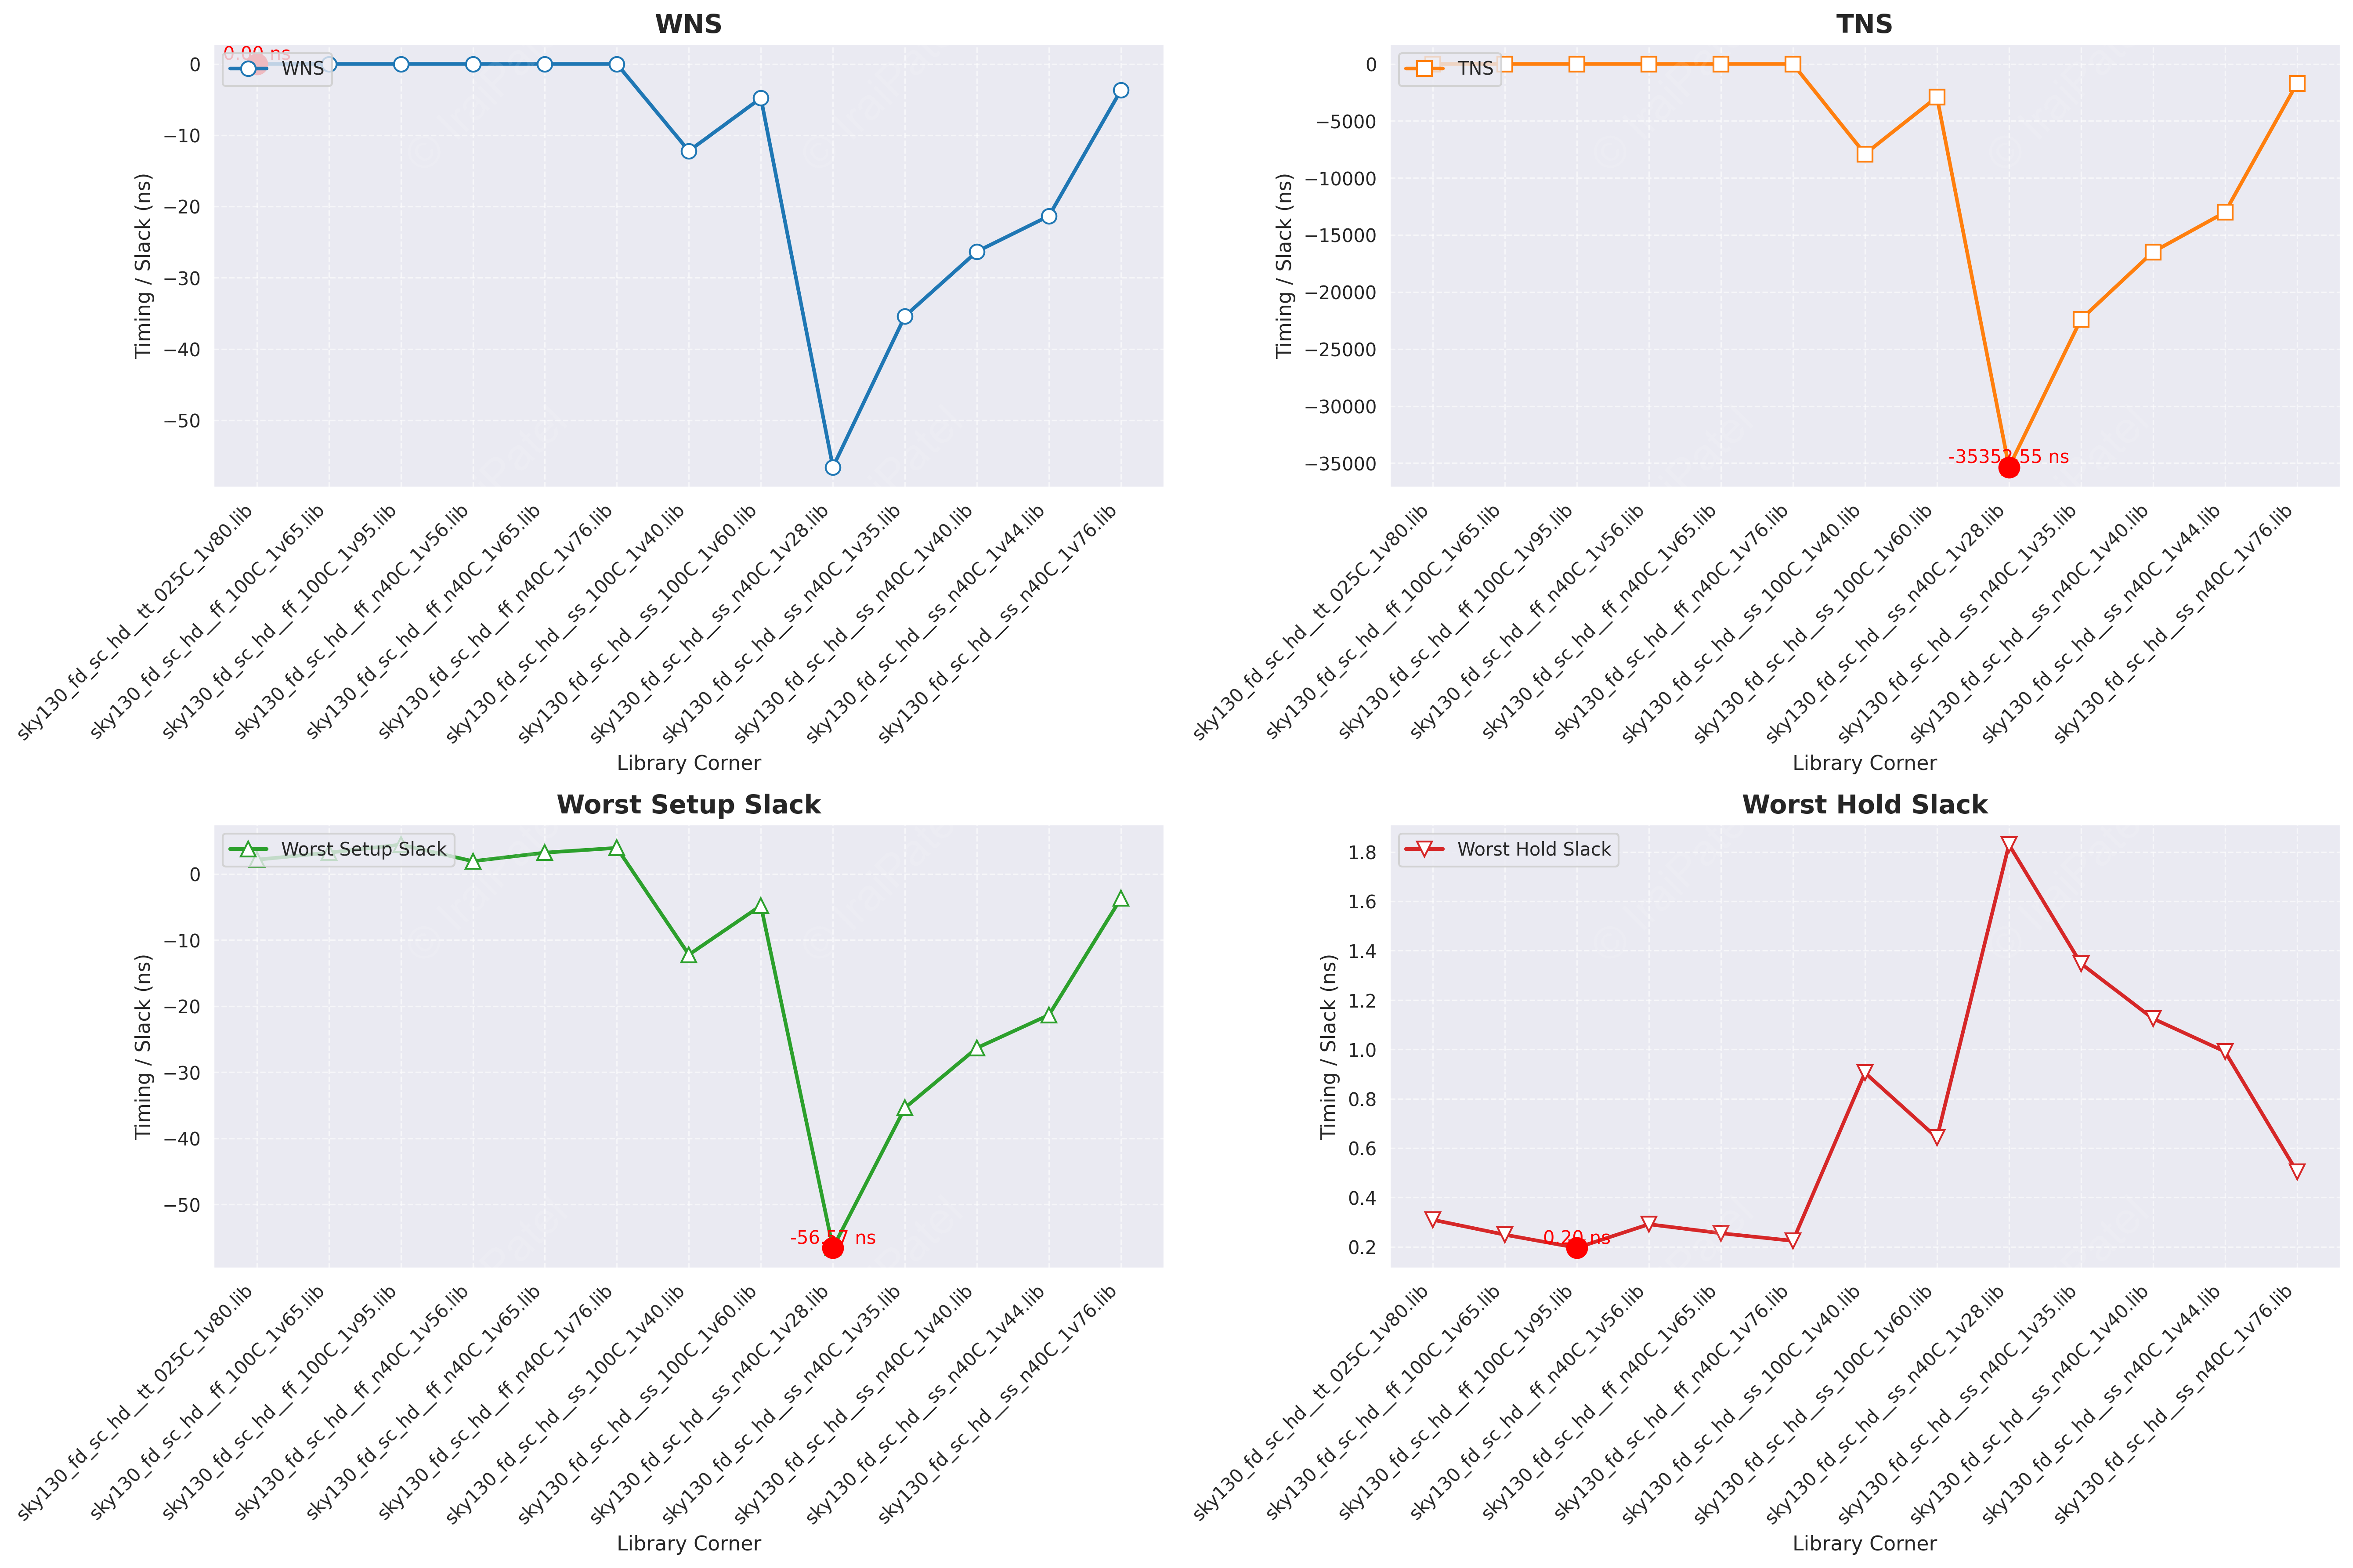 WNS
0.00 ns
WNS
0
−10
−20
−30
−40
−50
Timing / Slack (ns)
sky130_fd_sc_hd__tt_025C_1v80.lib
sky130_fd_sc_hd__ff_100C_1v65.lib
sky130_fd_sc_hd__ff_100C_1v95.lib
sky130_fd_sc_hd__ff_n40C_1v56.lib
sky130_fd_sc_hd__ff_n40C_1v65.lib
sky130_fd_sc_hd__ff_n40C_1v76.lib
sky130_fd_sc_hd__ss_100C_1v40.lib
sky130_fd_sc_hd__ss_100C_1v60.lib
sky130_fd_sc_hd__ss_n40C_1v28.lib
sky130_fd_sc_hd__ss_n40C_1v35.lib
sky130_fd_sc_hd__ss_n40C_1v40.lib
sky130_fd_sc_hd__ss_n40C_1v44.lib
sky130_fd_sc_hd__ss_n40C_1v76.lib
Library Corner
TNS
TNS
0
−5000
−10000
−15000
−20000
−25000
−30000
−35000
Timing / Slack (ns)
ns
sky130_fd_sc_hd__tt_025C_1v80.lib
sky130_fd_sc_hd__ff_100C_1v65.lib
sky130_fd_sc_hd__ff_100C_1v95.lib
sky130_fd_sc_hd__ff_n40C_1v56.lib
sky130_fd_sc_hd__ff_n40C_1v65.lib
sky130_fd_sc_hd__ff_n40C_1v76.lib
sky130_fd_sc_hd__ss_100C_1v40.lib
sky130_fd_sc_hd__ss_100C_1v60.lib
sky130_fd_sc_hd__ss_n40C_1v28.lib
sky130_fd_sc_hd__ss_n40C_1v35.lib
sky130_fd_sc_hd__ss_n40C_1v40.lib
sky130_fd_sc_hd__ss_n40C_1v44.lib
sky130_fd_sc_hd__ss_n40C_1v76.lib
Library Corner
Worst Setup Slack
Worst Setup Slack
0
−10
−20
−30
−40
−50
Timing / Slack (ns)
-56.57 ns
sky130_fd_sc_hd__tt_025C_1v80.lib
sky130_fd_sc_hd__ff_100C_1v65.lib
sky130_fd_sc_hd__ff_100C_1v95.lib
sky130_fd_sc_hd__ff_n40C_1v56.lib
sky130_fd_sc_hd__ff_n40C_1v65.lib
sky130_fd_sc_hd__ff_n40C_1v76.lib
sky130_fd_sc_hd__ss_100C_1v40.lib
sky130_fd_sc_hd__ss_100C_1v60.lib
sky130_fd_sc_hd__ss_n40C_1v28.lib
sky130_fd_sc_hd__ss_n40C_1v35.lib
sky130_fd_sc_hd__ss_n40C_1v40.lib
sky130_fd_sc_hd__ss_n40C_1v44.lib
sky130_fd_sc_hd__ss_n40C_1v76.lib
Library Corner
Worst Hold Slack
Worst Hold Slack
1.8
1.6
1.4
1.2
1.0
0.8
0.6
0.4
0.2
Timing / Slack (ns)
0.20 ns
sky130_fd_sc_hd__tt_025C_1v80.lib
sky130_fd_sc_hd__ff_100C_1v65.lib
sky130_fd_sc_hd__ff_100C_1v95.lib
sky130_fd_sc_hd__ff_n40C_1v56.lib
sky130_fd_sc_hd__ff_n40C_1v65.lib
sky130_fd_sc_hd__ff_n40C_1v76.lib
sky130_fd_sc_hd__ss_100C_1v40.lib
sky130_fd_sc_hd__ss_100C_1v60.lib
sky130_fd_sc_hd__ss_n40C_1v28.lib
sky130_fd_sc_hd__ss_n40C_1v35.lib
sky130_fd_sc_hd__ss_n40C_1v40.lib
sky130_fd_sc_hd__ss_n40C_1v44.lib
sky130_fd_sc_hd__ss_n40C_1v76.lib
Library Corner